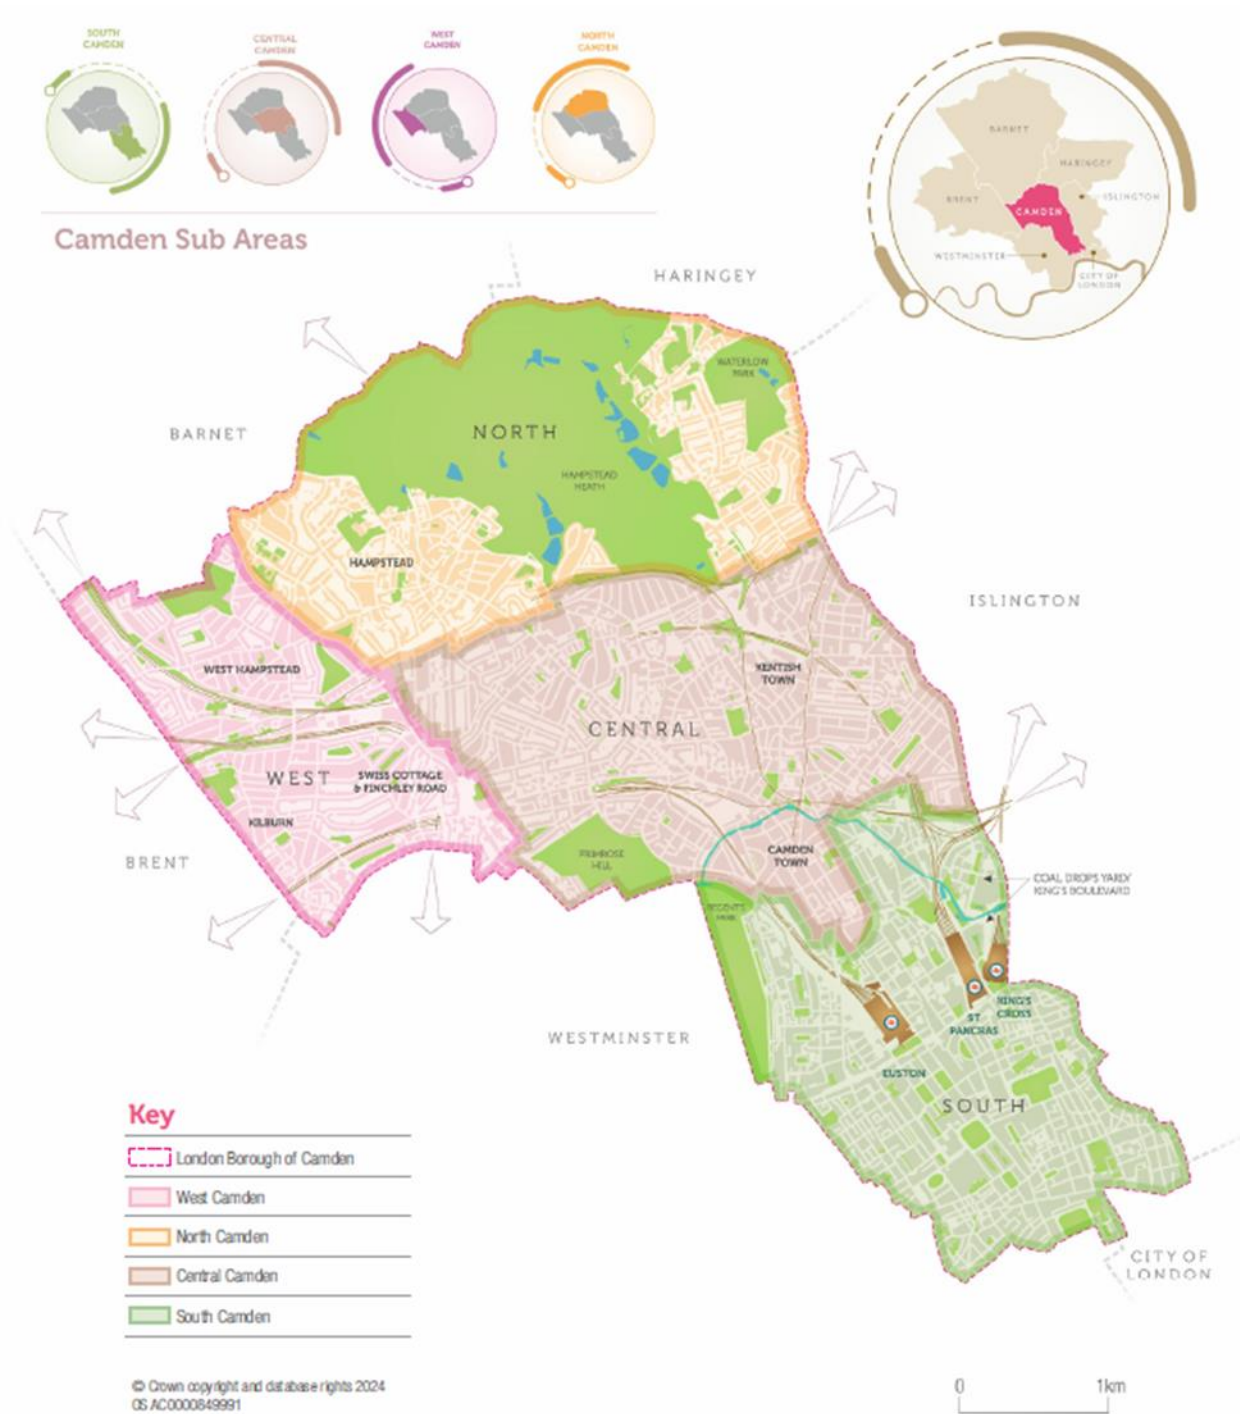 SOUTH
CAMDEN
CENTRAL
CAMDEN
WEST
CAMDEN
NORTH
CAMDEN
BARNET
HARINGEY
BRENT
CAMDEN
ISLINGTON
WESTMINSTER
CITY OF
LONDON
Camden Sub Areas
HARINGEY
WATERLOW
PARK
BARNET
NORTH
HAMPSTEAD
HEATH
HAMPSTEAD
ISLINGTON
WEST HAMPSTEAD
KENTISH
TOWN
CENTRAL
WEST
SWISS COTTAGE
& FINCHLEY ROAD
KILBURN
BRENT
PRIMROSE
HILL
CAMDEN
TOWN
COAL DROPS YARD/
KING'S BOULEVARD
REGENT'S
PARK
KING'S
CROSS
ST
PANCRAS
WESTMINSTER
EUSTON
SOUTH
CITY OF
LONDON
Key
London Borough of Camden
West Camden
North Camden
Central Camden
South Camden
© Crown copyright and database rights 2024
OS AC0000849991
0 1km